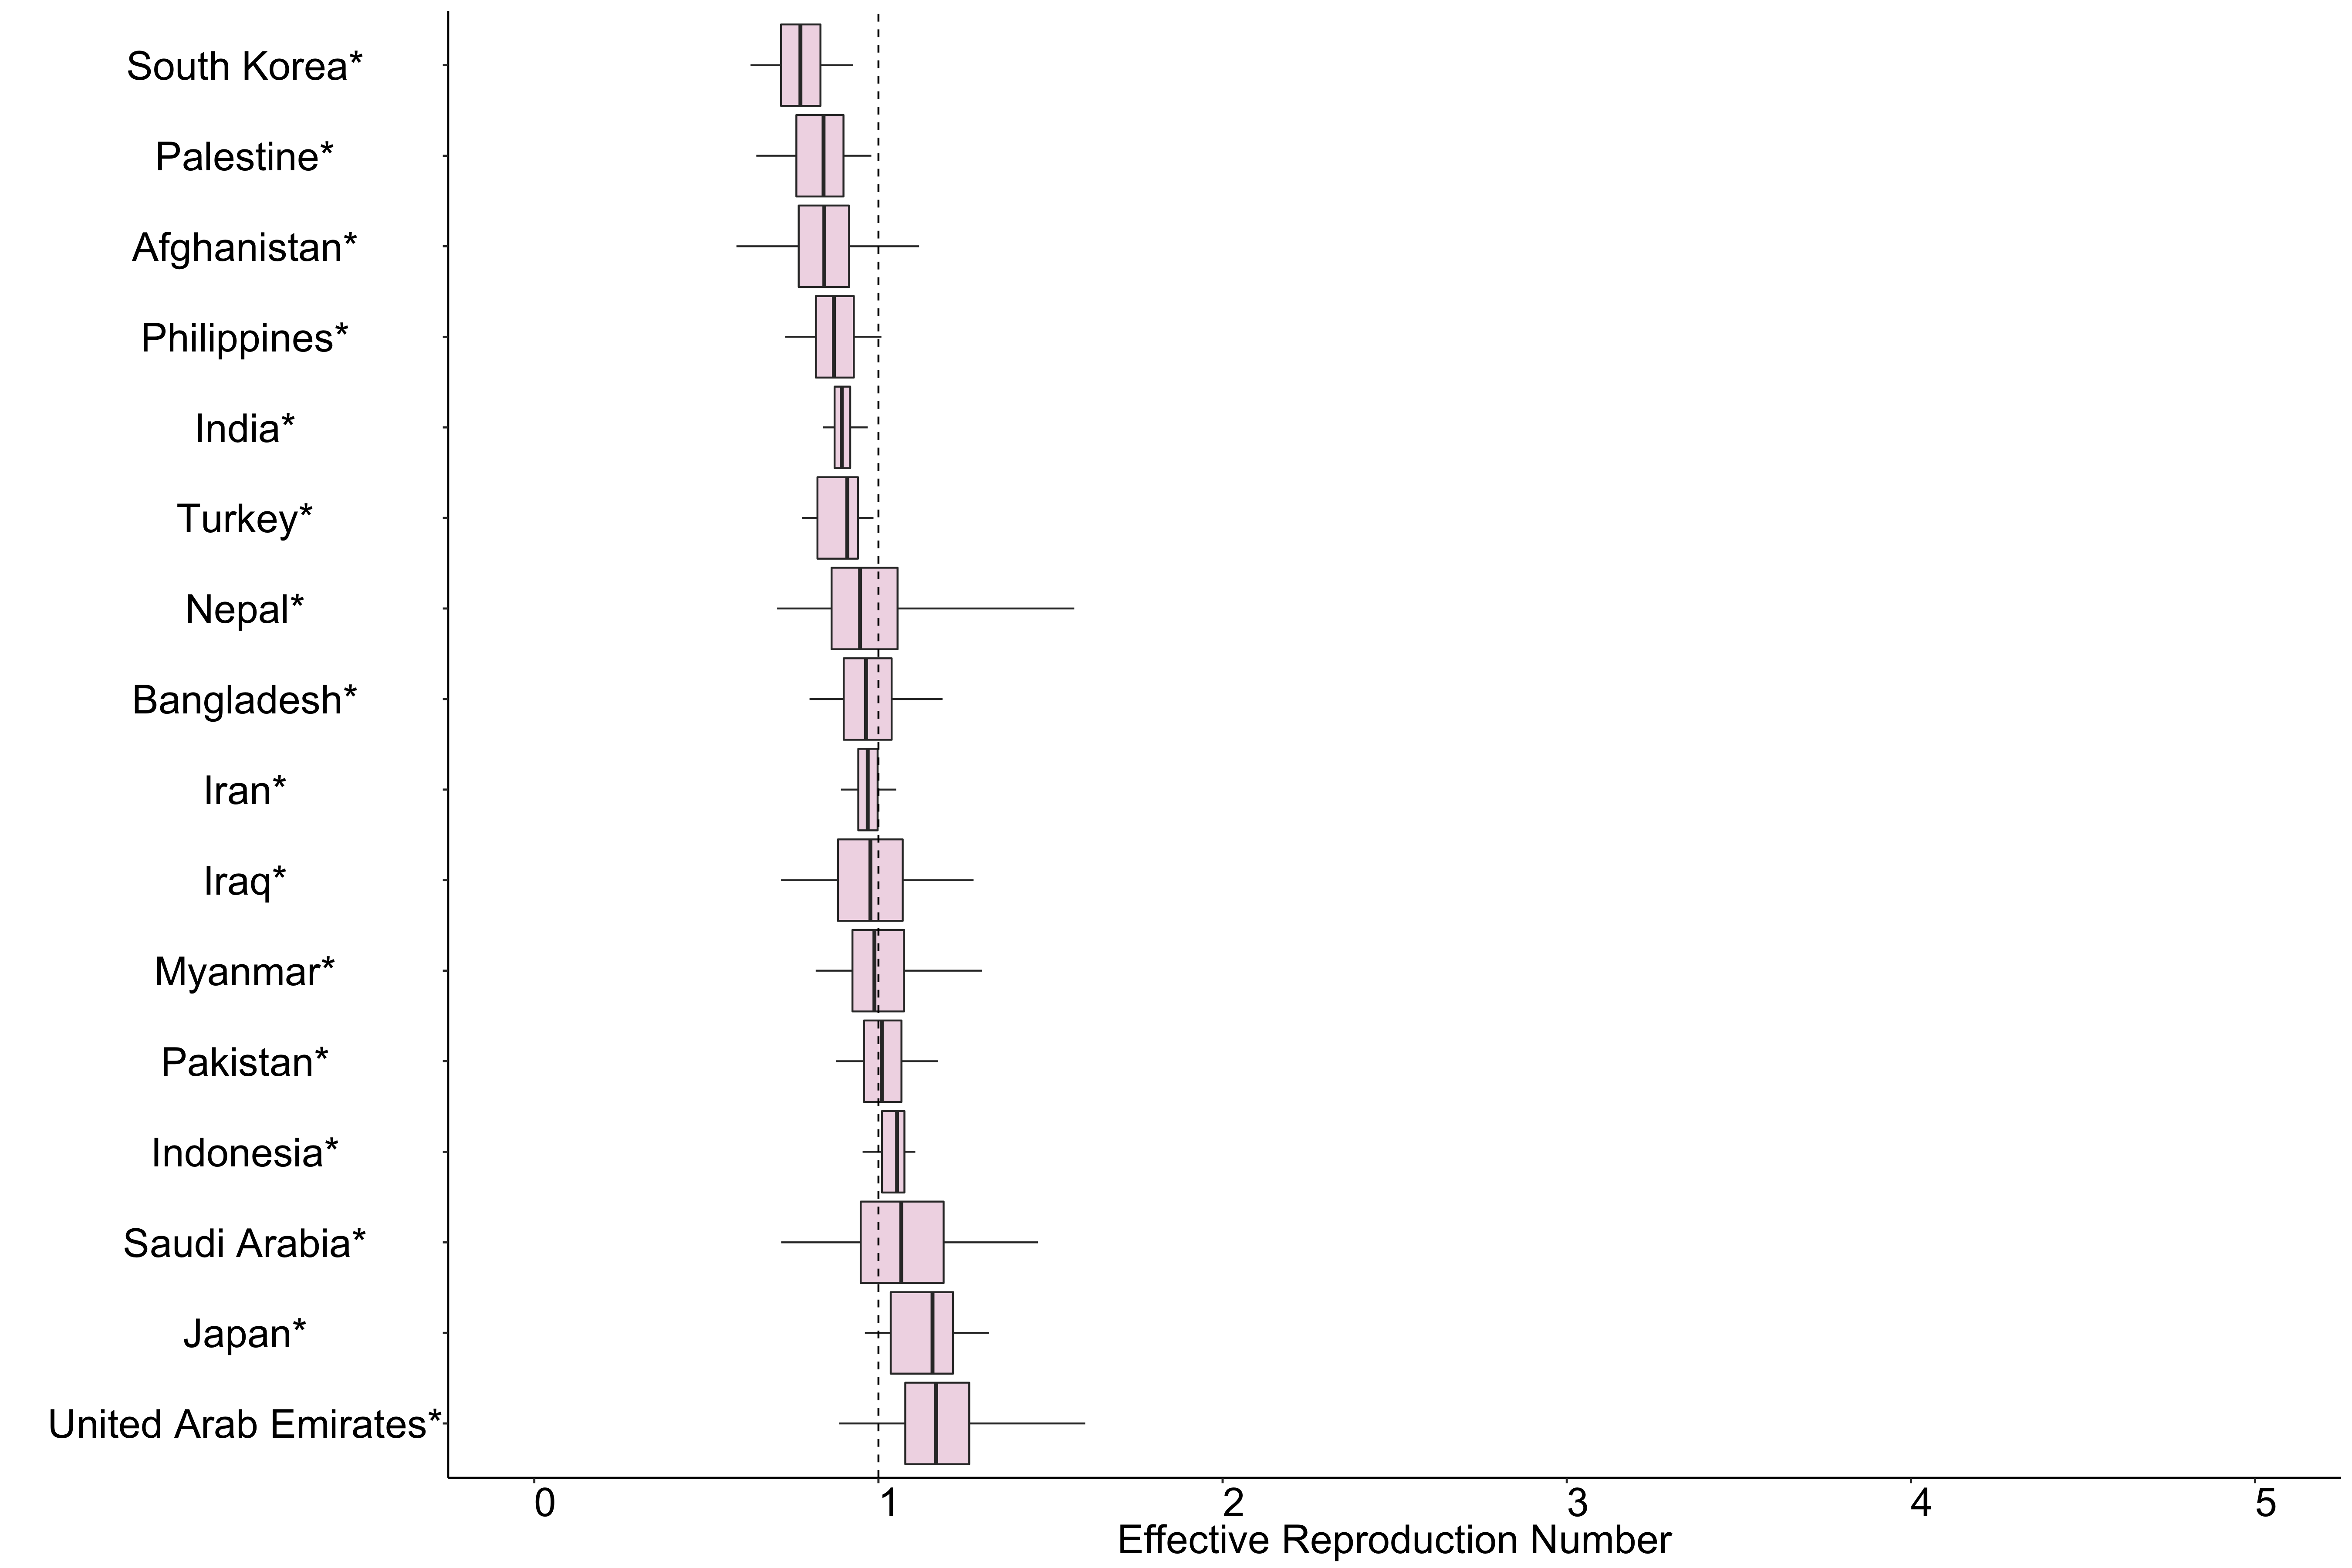 South Korea*
Palestine*
Afghanistan*
Philippines*
India*
Turkey*
Nepal*
Bangladesh*
Iran*
Iraq*
Myanmar*
Pakistan*
Indonesia*
Saudi Arabia*
Japan*
United Arab Emirates*
0 1 2 3 4 5
Effective Reproduction Number